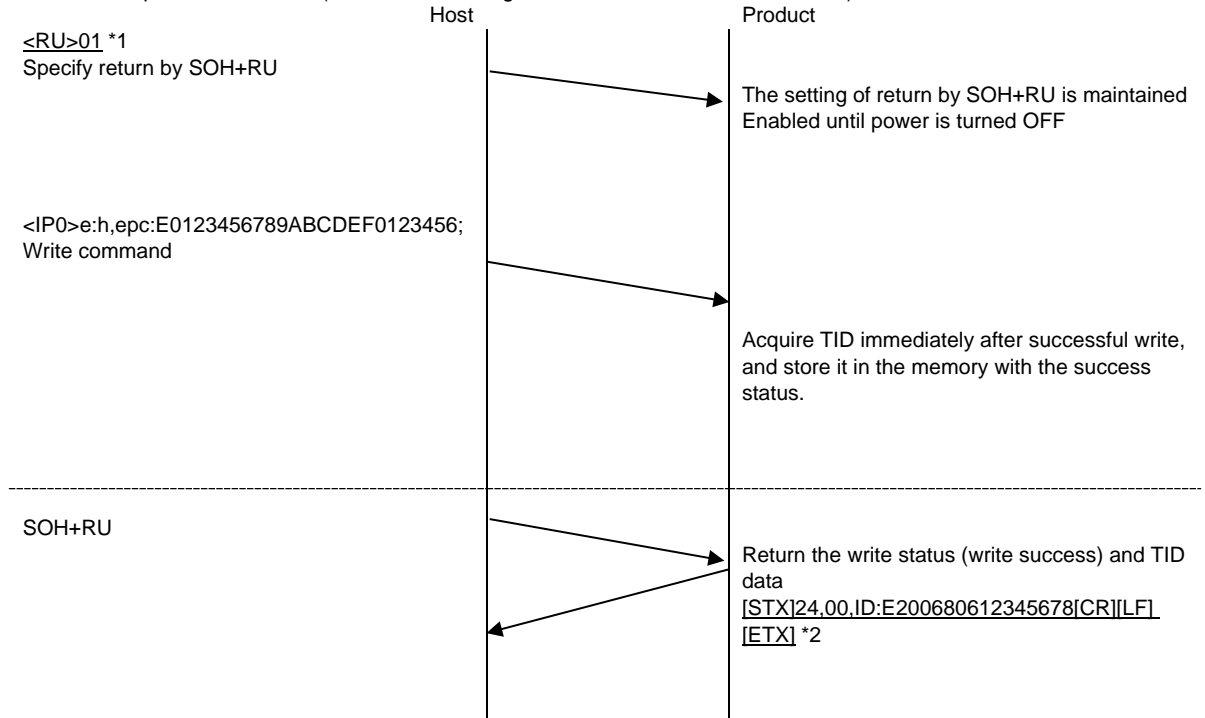 Host
Product
<RU>01 *1
Specify return by SOH+RU
The setting of return by SOH+RU is maintained
Enabled until power is turned OFF
<IP0>e:h,epc:E0123456789ABCDEF0123456;
Write command
Acquire TID immediately after successful write,
and store it in the memory with the success
status.
SOH+RU
Return the write status (write success) and TID
data
[STX]24,00,ID:E200680612345678[CR][LF]
[ETX] *2